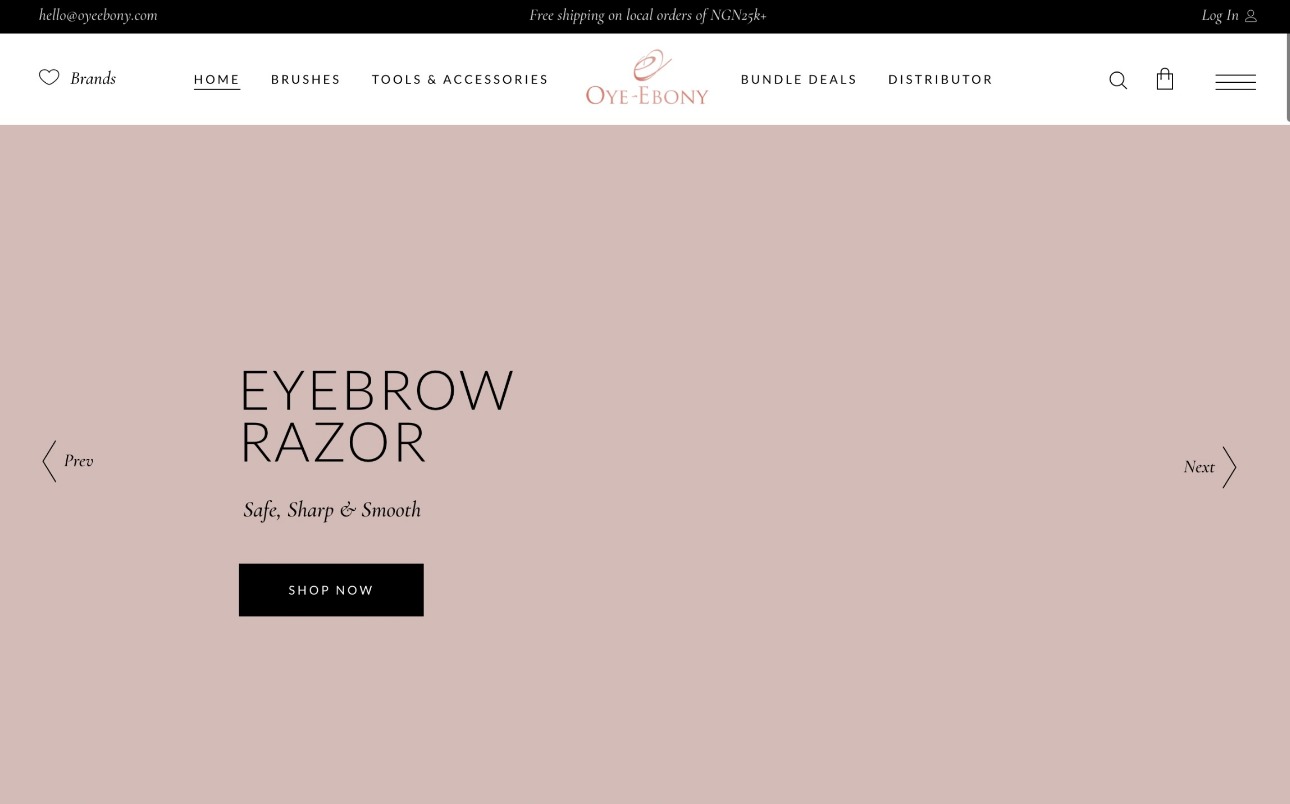 hello@oyeebony.com
Free shipping on local orders of NGN25k+
Log In
Brands
HOME
BRUSHES
TOOLS & ACCESSORIES
OYE-EBONY
BUNDLE DEALS
DISTRIBUTOR
EYEBROW
RAZOR
Prev
Next
Safe, Sharp & Smooth
SHOP NOW